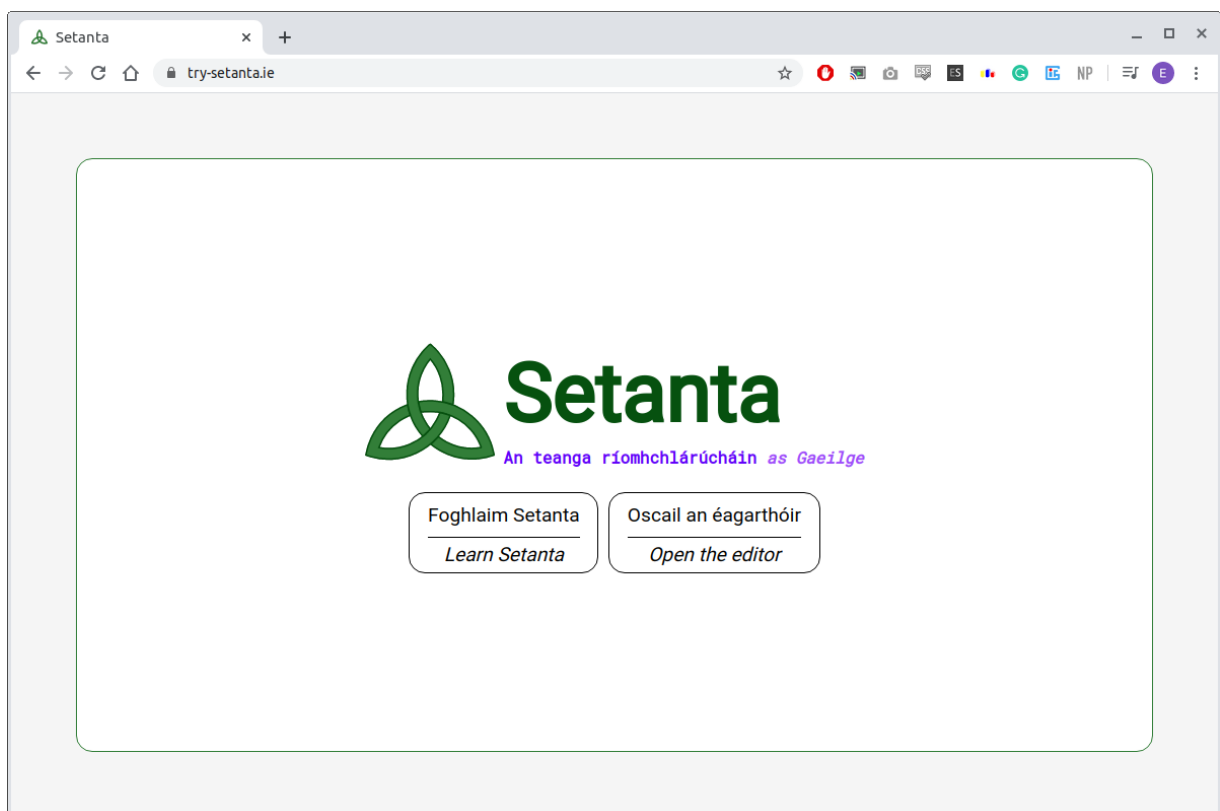 Setanta
try-setanta.ie
ES
NP
E
Setanta
An teanga ríomhchlárúcháin as Gaeilge
Foghlaim Setanta
Learn Setanta
Oscail an éagarthóir
Open the editor